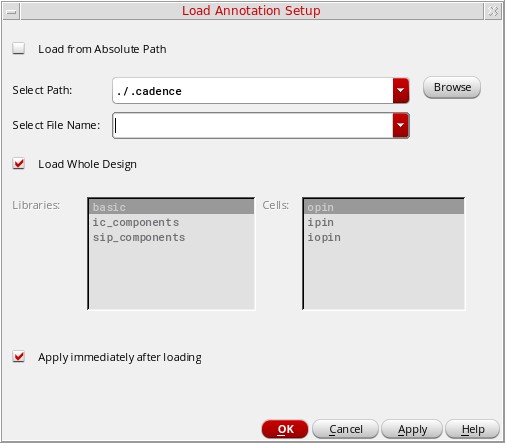 Load Annotation Setup
Load from Absolute Path
Select Path: ./.cadence Browse
Select File Name:
Load Whole Design
Libraries: basic Cells: opin
ic_components ipin
sip_components iopin
Apply immediately after loading
OK Cancel Apply Help